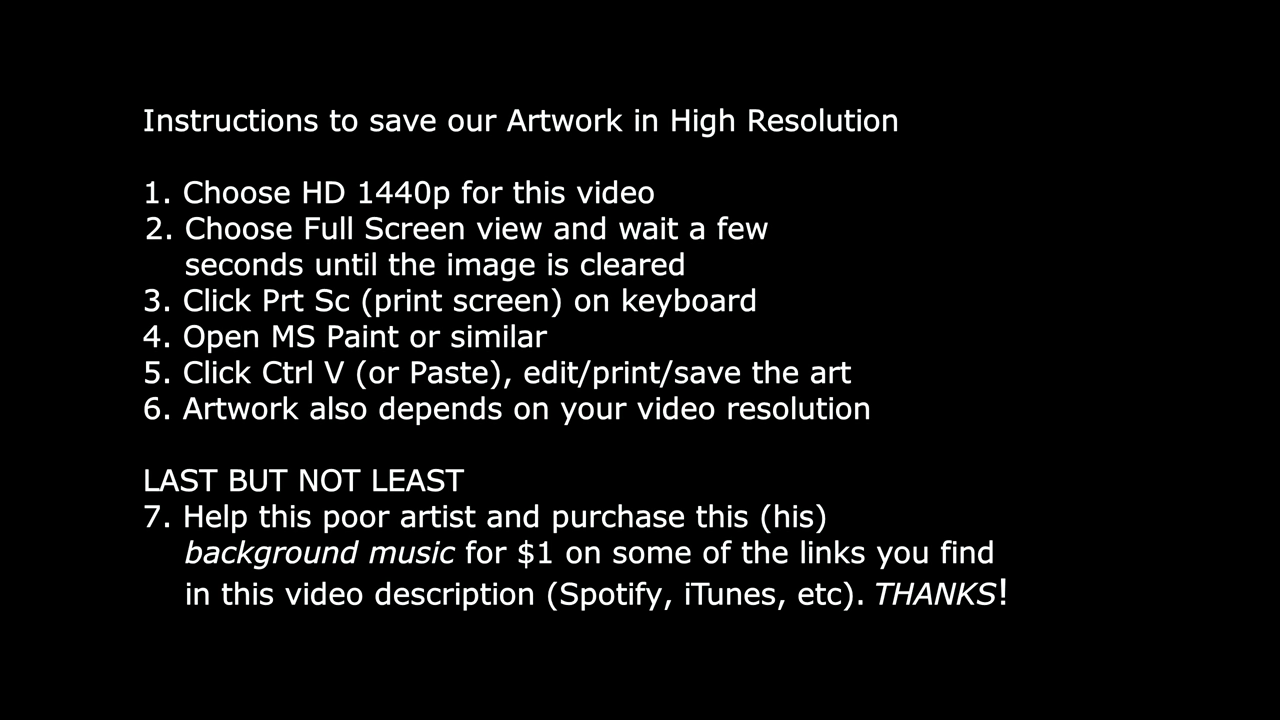 Instructions to save our Artwork in High Resolution
1. Choose HD 1440p for this video
2. Choose Full Screen view and wait a few
seconds until the image is cleared
3. Click Prt Sc (print screen) on keyboard
4. Open MS Paint or similar
5. Click Ctrl V (or Paste), edit/print/save the art
6. Artwork also depends on your video resolution
LAST BUT NOT LEAST
7. Help this poor artist and purchase this (his)
background music for $1 on some of the links you find
in this video description (Spotify, iTunes, etc). THANKS!